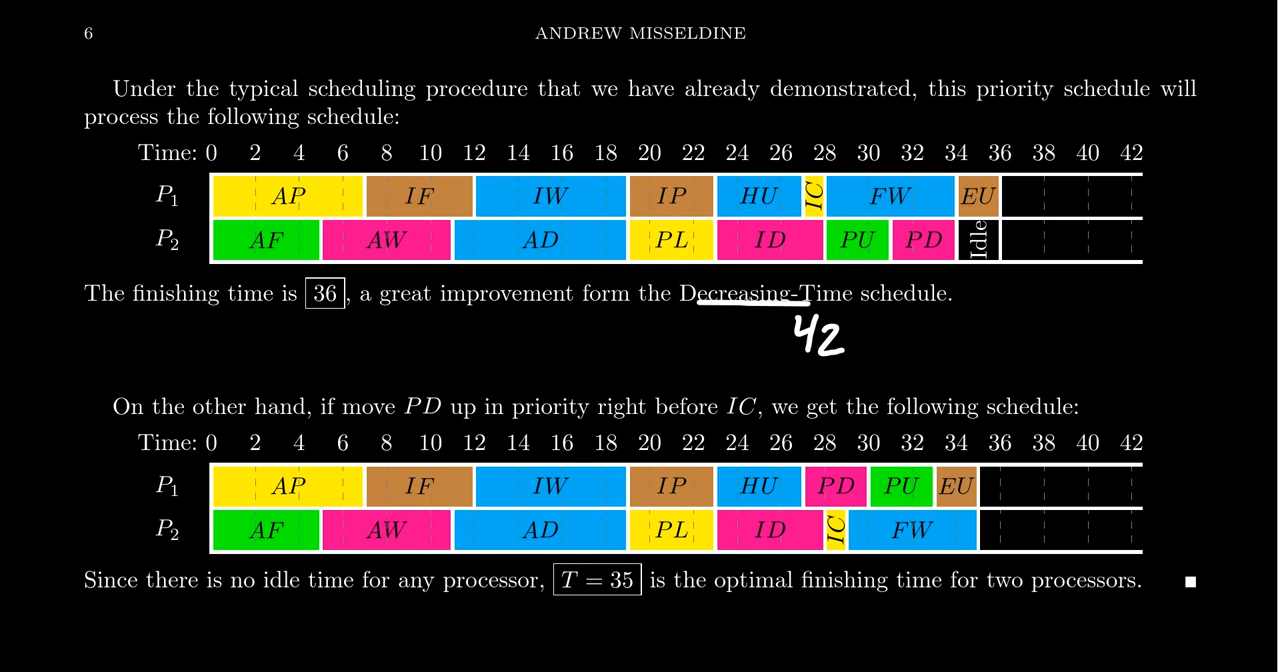 6 ANDREW MISSELDINE
Under the typical scheduling procedure that we have already demonstrated, this priority schedule will
process the following schedule:
Time: 0 2 4 6 8 10 12 14 16 18 20 22 24 26 28 30 32 34 36 38 40 42
P1 AP IF IW IP HU IC FW EU
P2 AF AW AD PL ID PU PD Idle
The finishing time is 36, a great improvement form the Decreasing-Time schedule.
42
On the other hand, if move PD up in priority right before IC, we get the following schedule:
Time: 0 2 4 6 8 10 12 14 16 18 20 22 24 26 28 30 32 34 36 38 40 42
P1 AP IF IW IP HU PD PU EU
P2 AF AW AD PL ID IC FW
Since there is no idle time for any processor, T = 35 is the optimal finishing time for two processors. ■